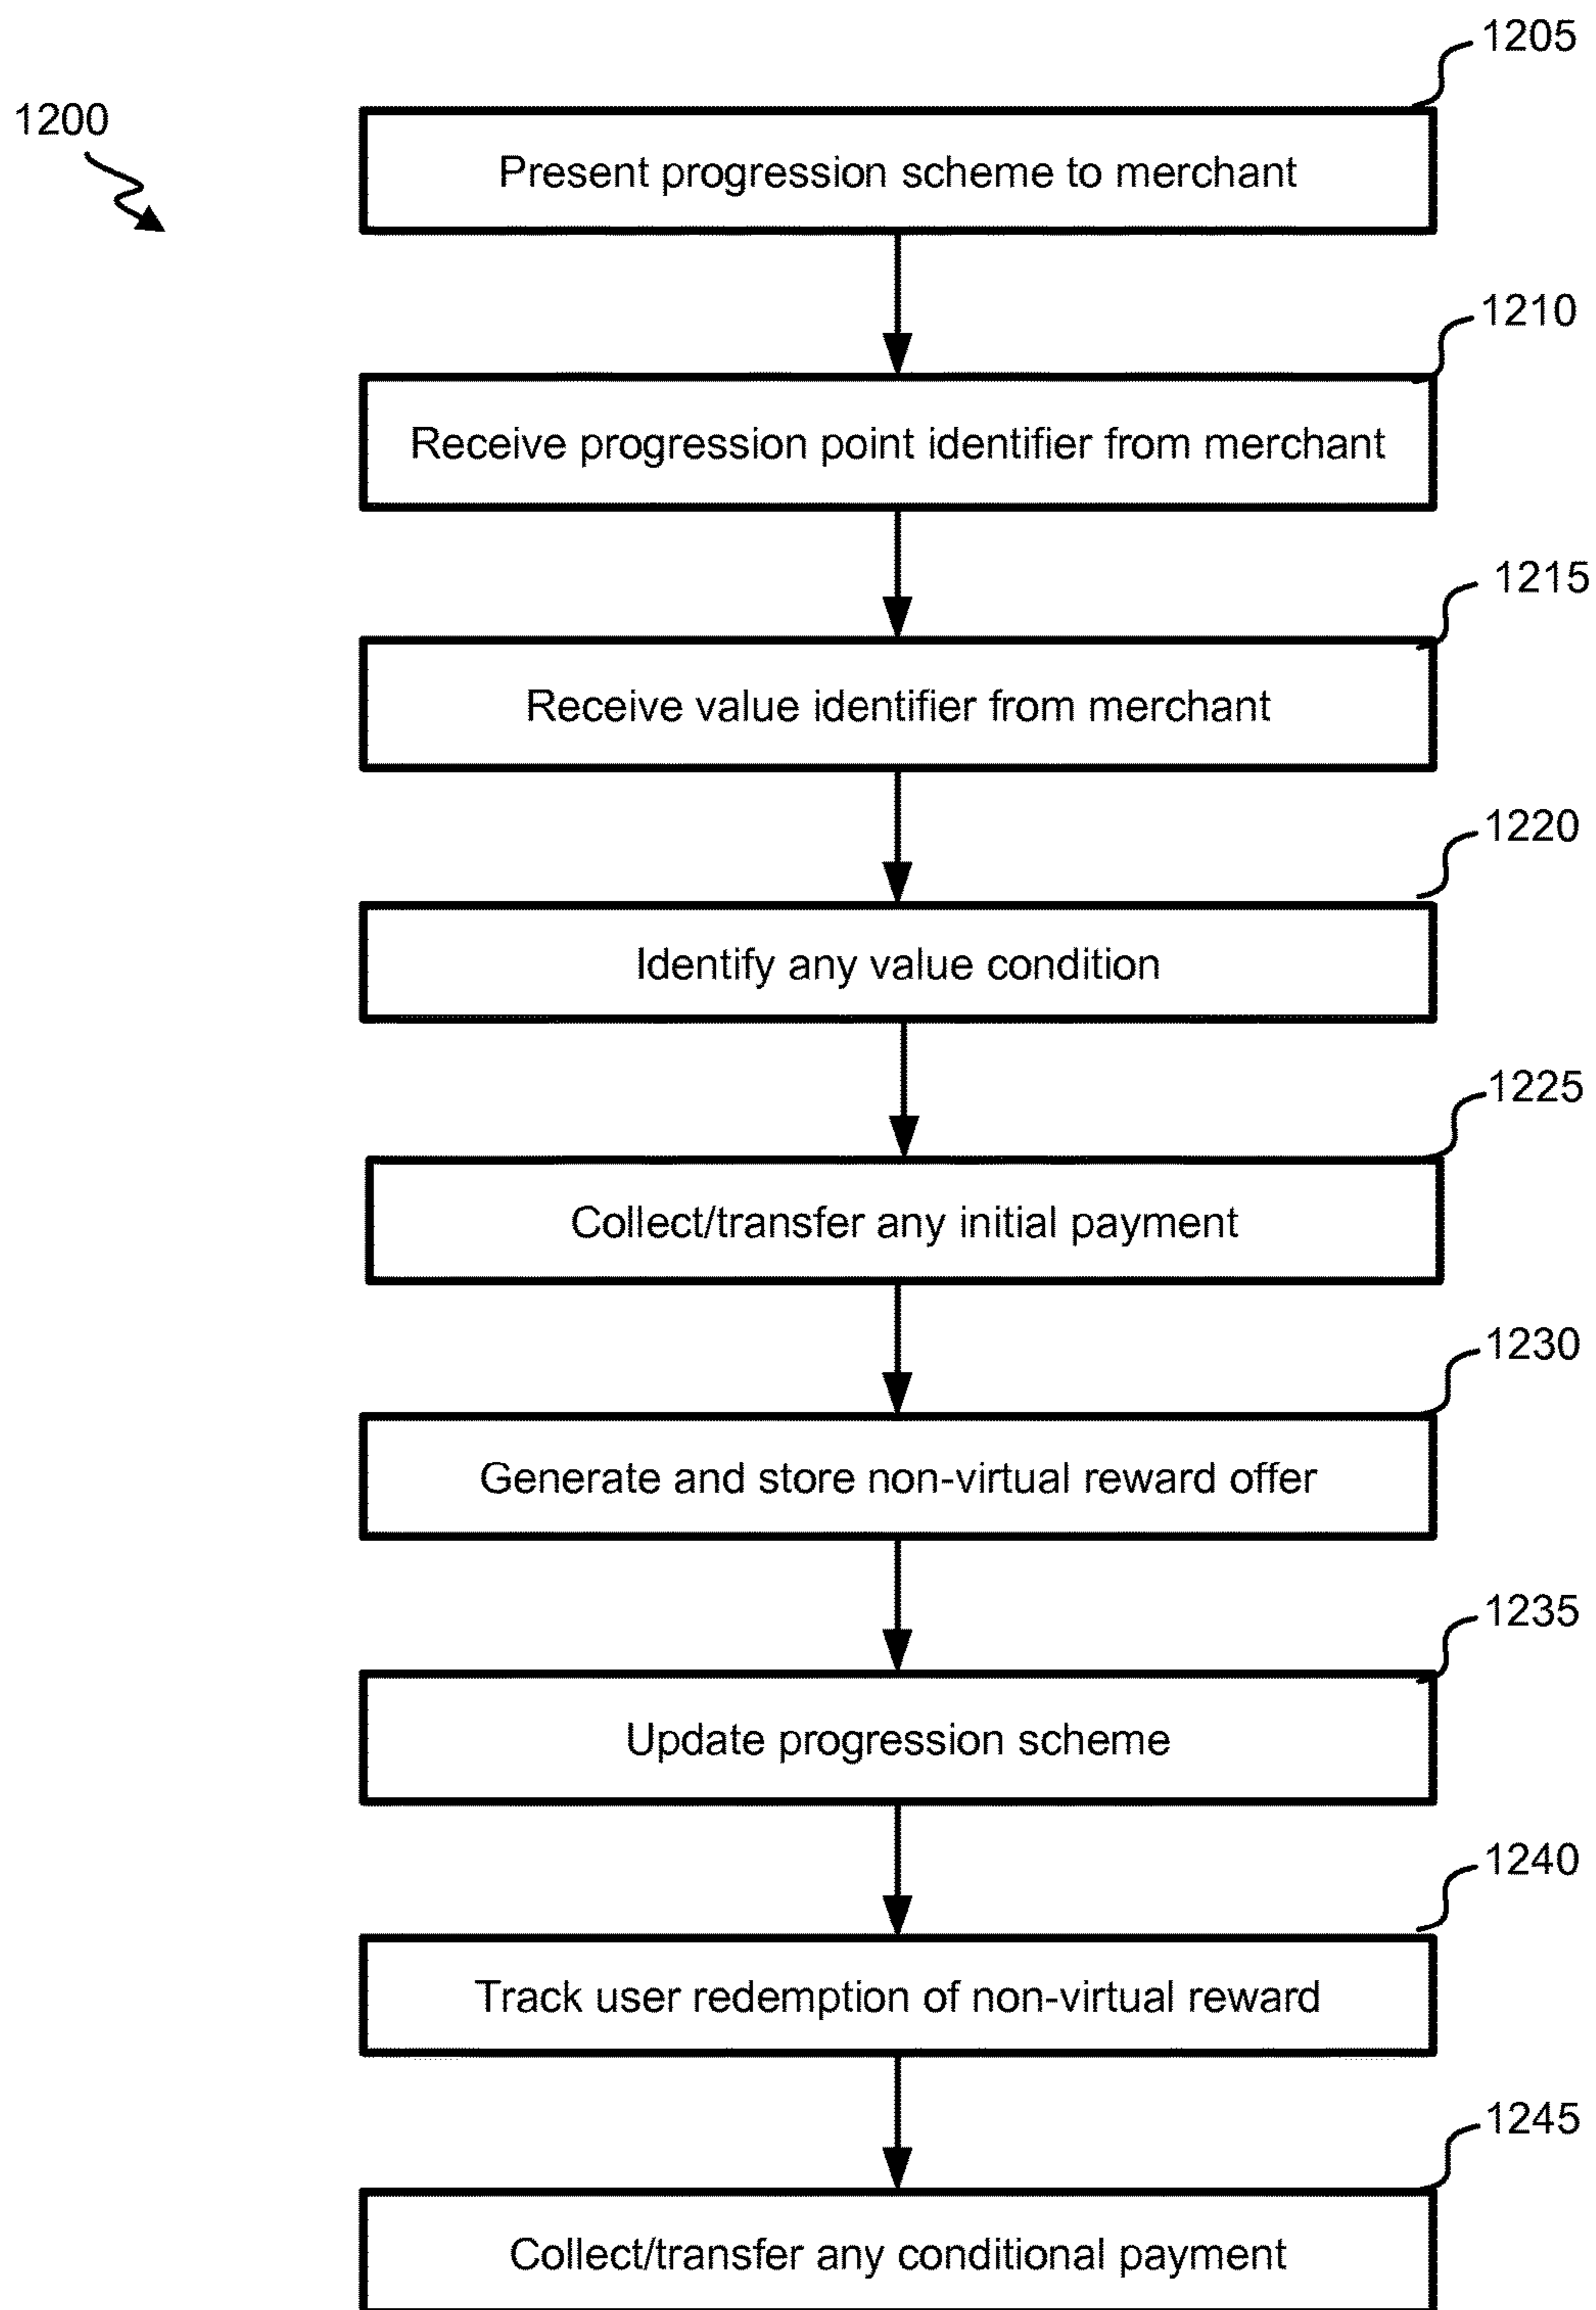 1205
1200
Present progression scheme to merchant
1210
Receive progression point identifier from merchant
1215
Receive value identifier from merchant
1220
Identify any value condition
1225
Collect/transfer any initial payment
1230
Generate and store non-virtual reward offer
1235
Update progression scheme
1240
Track user redemption of non-virtual reward
1245
Collect/transfer any conditional payment